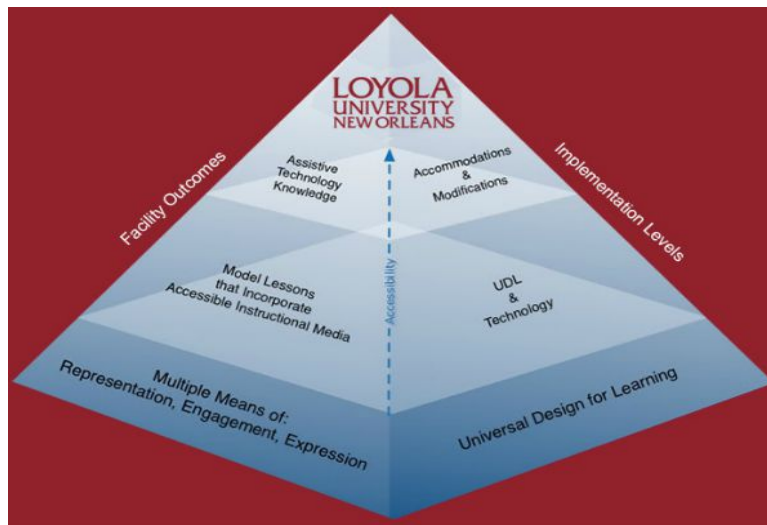 LOYOLA
UNIVERSITY
NEW ORLEANS
Facility Outcomes
Implementation Levels
Assistive
Technology
Knowledge
Accommodations
&
Modifications
Accessibility
Model Lessons
that Incorporate
Accessible Instructional Media
UDL
&
Technology
Multiple Means of:
Representation, Engagement, Expression
Universal Design for Learning